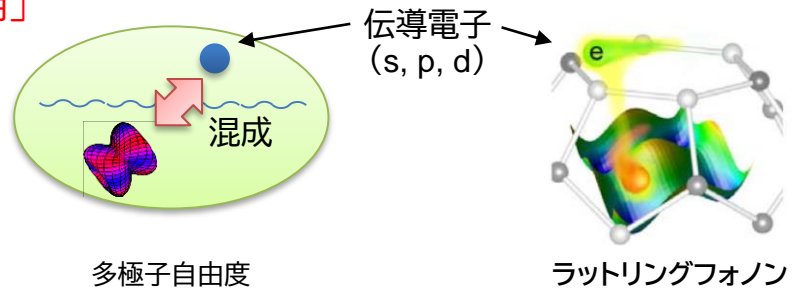 用」
伝導電子
(s, p, d)
e
混成
多極子自由度
ラットリングフォノン